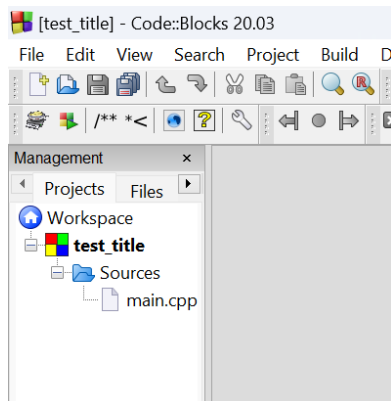 [test_title] - Code::Blocks 20.03
File Edit View Search Project Build D
/** *<
Management ×
Projects Files
Workspace
test_title
Sources
main.cpp